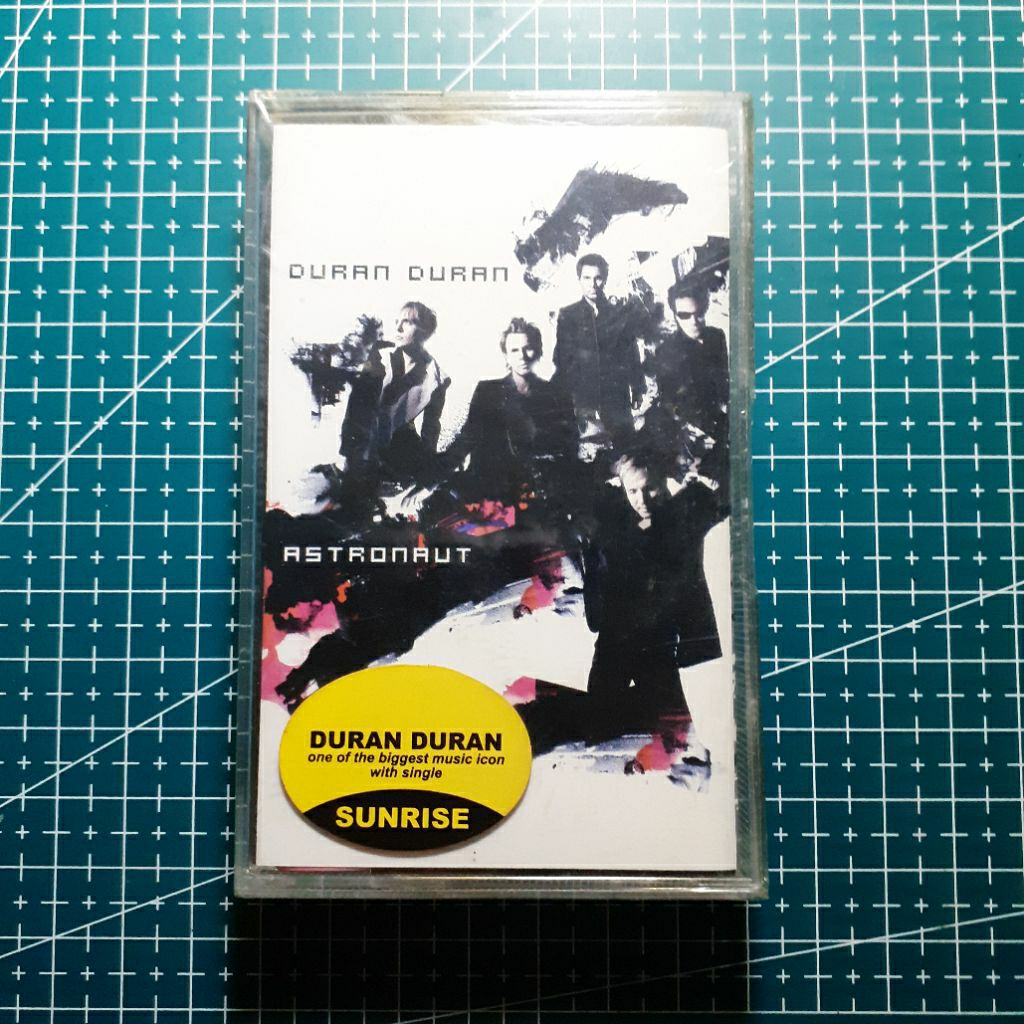 DURAN DURAN
ASTRONAUT
DURAN DURAN
one of the biggest music icon
with single
SUNRISE